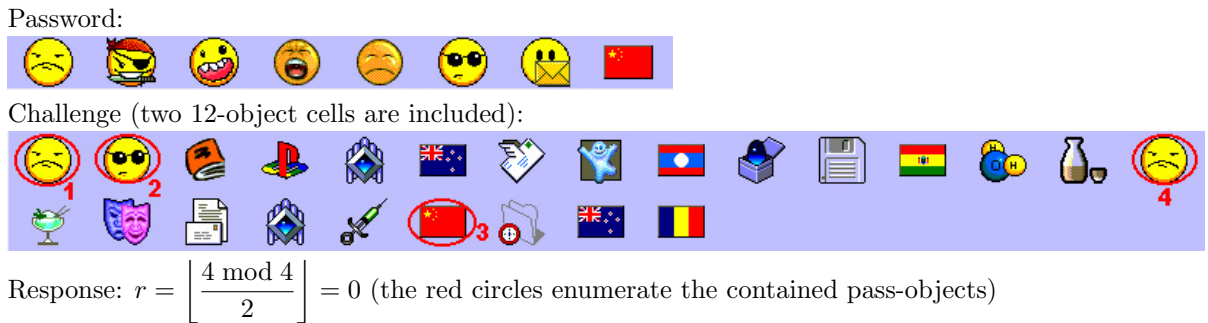 Password:
Challenge (two 12-object cells are included):
1 2
4
3
H O H
Response: r = ⌊(4 mod 4)/2⌋ = 0 (the red circles enumerate the contained pass-objects)